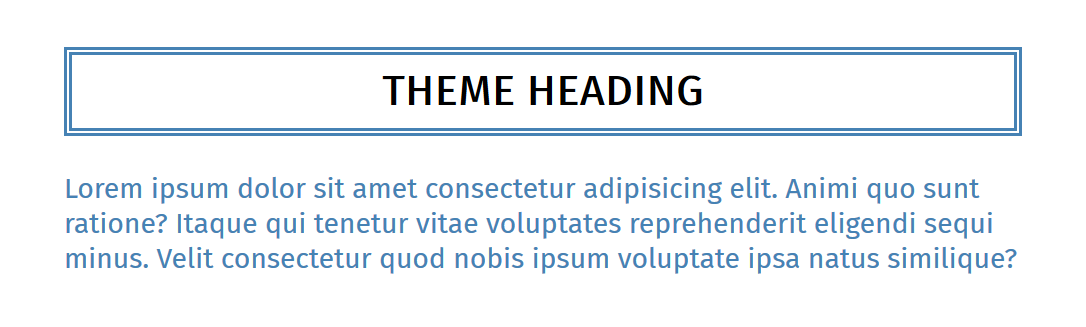 THEME HEADING
Lorem ipsum dolor sit amet consectetur adipisicing elit. Animi quo sunt
ratione? Itaque qui tenetur vitae voluptates reprehenderit eligendi sequi
minus. Velit consectetur quod nobis ipsum voluptate ipsa natus similique?